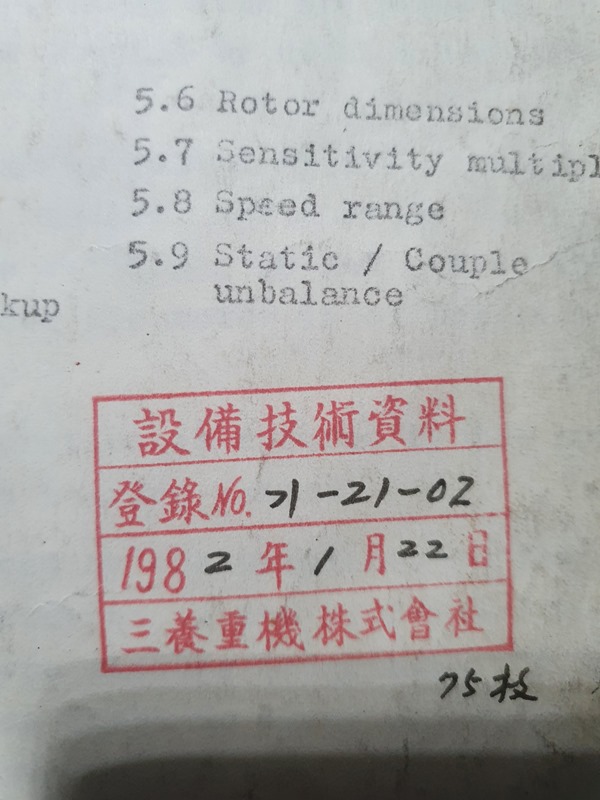 5.6 Rotor dimensions
5.7 Sensitivity multipl
5.8 Speed range
5.9 Static / Couple
unbalance
kup
設備技術資料
登錄No. 기-21-02
1982年1月22日
三養重機株式會社
75枚